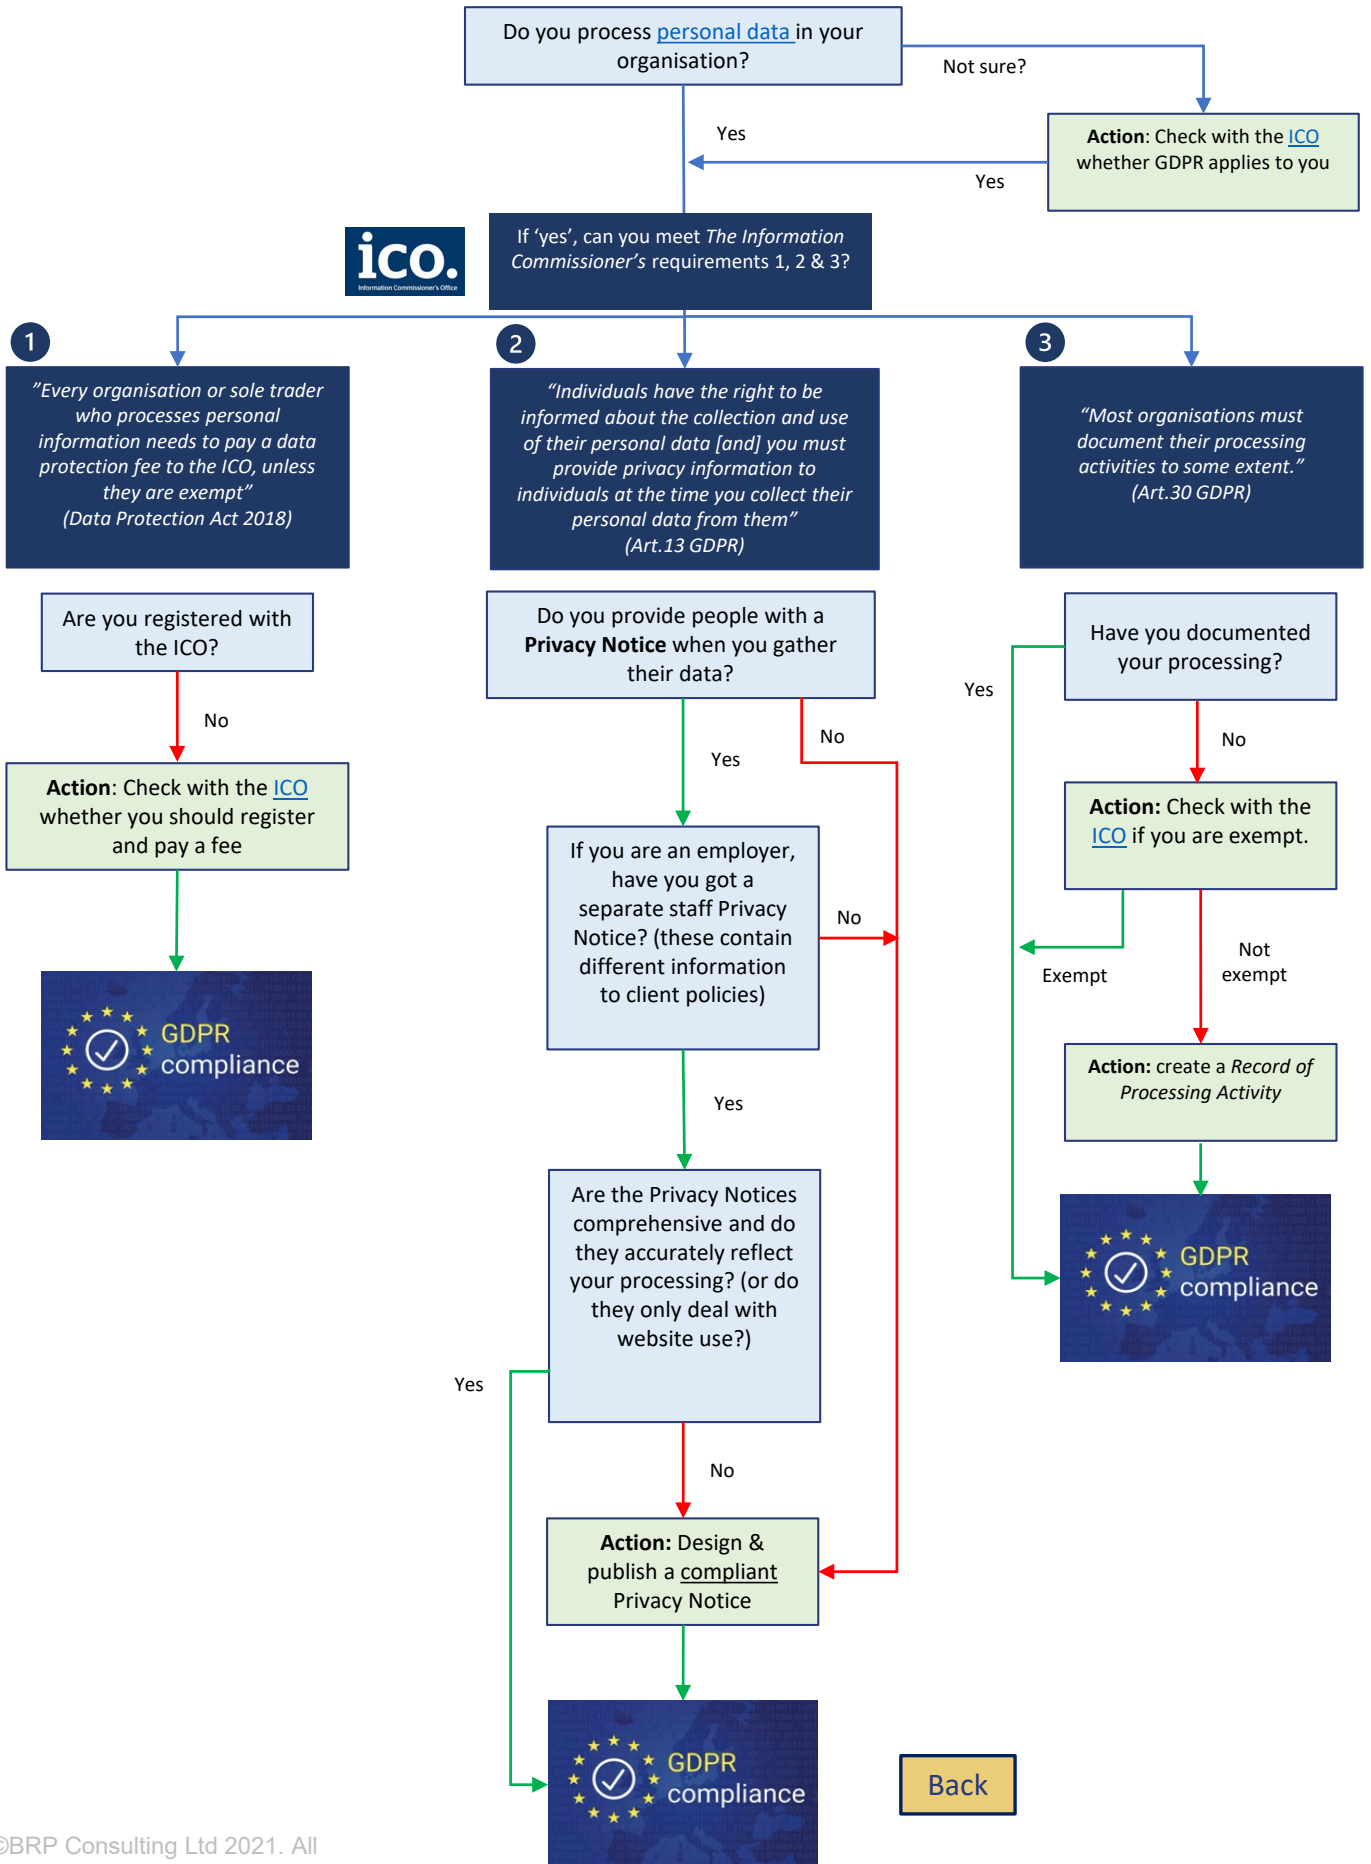 Do you process personal data in your
organisation?
Not sure?
Yes
Action: Check with the ICO
whether GDPR applies to you
Yes
ico.
Information Commissioner's Office
If ‘yes’, can you meet The Information
Commissioner’s requirements 1, 2 & 3?
1
2
3
”Every organisation or sole trader
who processes personal
information needs to pay a data
protection fee to the ICO, unless
they are exempt”
(Data Protection Act 2018)
“Individuals have the right to be
informed about the collection and use
of their personal data [and] you must
provide privacy information to
individuals at the time you collect their
personal data from them”
(Art.13 GDPR)
“Most organisations must
document their processing
activities to some extent.”
(Art.30 GDPR)
Are you registered with
the ICO?
No
Action: Check with the ICO
whether you should register
and pay a fee
GDPR
compliance
Do you provide people with a
Privacy Notice when you gather
their data?
No
Yes
If you are an employer,
have you got a
separate staff Privacy
Notice? (these contain
different information
to client policies)
No
Yes
Are the Privacy Notices
comprehensive and do
they accurately reflect
your processing? (or do
they only deal with
website use?)
Yes
No
Action: Design &
publish a compliant
Privacy Notice
GDPR
compliance
Have you documented
your processing?
Yes
No
Action: Check with the
ICO if you are exempt.
Exempt
Not
exempt
Action: create a Record of
Processing Activity
GDPR
compliance
Back
©BRP Consulting Ltd 2021. All